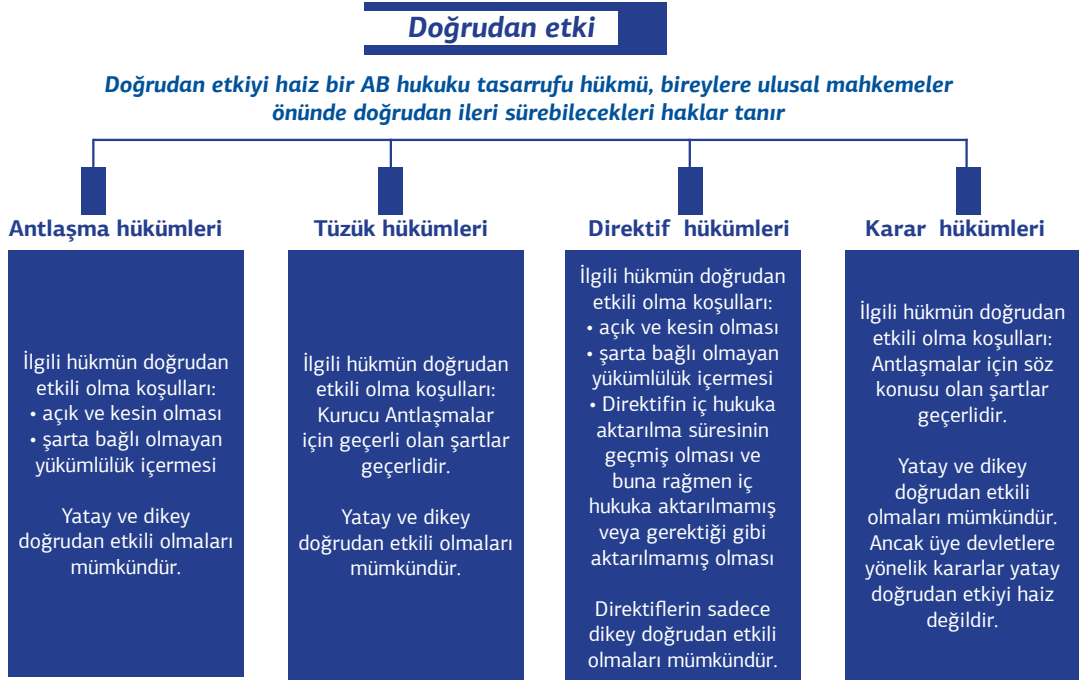 Doğrudan etki
Doğrudan etkiyi haiz bir AB hukuku tasarrufu hükmü, bireylere ulusal mahkemeler
önünde doğrudan ileri sürebilecekleri haklar tanır
Antlaşma hükümleri
İlgili hükmün doğrudan
etkili olma koşulları:
• açık ve kesin olması
• şarta bağlı olmayan
yükümlülük içermesi
Yatay ve dikey
doğrudan etkili olmaları
mümkündür.
Tüzük hükümleri
İlgili hükmün doğrudan
etkili olma koşulları:
Kurucu Antlaşmalar
için geçerli olan şartlar
geçerlidir.
Yatay ve dikey
doğrudan etkili olmaları
mümkündür.
Direktif hükümleri
İlgili hükmün doğrudan
etkili olma koşulları:
• açık ve kesin olması
• şarta bağlı olmayan
yükümlülük içermesi
• Direktifin iç hukuka
aktarılma süresinin
geçmiş olması ve
buna rağmen iç
hukuka aktarılmamış
veya gerektiği gibi
aktarılmamış olması
Direktiflerin sadece
dikey doğrudan etkili
olmaları mümkündür.
Karar hükümleri
İlgili hükmün doğrudan
etkili olma koşulları:
Antlaşmalar için söz
konusu olan şartlar
geçerlidir.
Yatay ve dikey
doğrudan etkili
olmaları mümkündür.
Ancak üye devletlere
yönelik kararlar yatay
doğrudan etkiyi haiz
değildir.